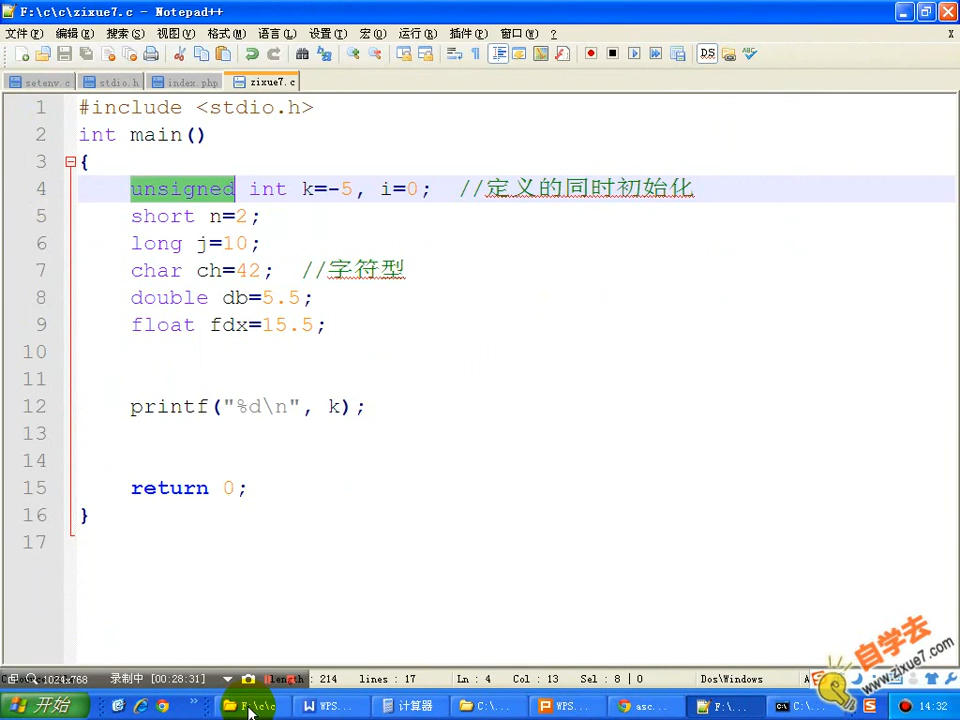 F:\c\c\zixue7.c - Notepad++
文件(F) 编辑(E) 搜索(S) 视图(V) 格式(M) 语言(L) 设置(T) 宏(O) 运行(R) 插件(P) 窗口(W) ? X
setenv.c stdio.h index.php zixue7.c
1 #include <stdio.h>
2 int main()
3 {
4 unsigned int k=-5, i=0; //定义的同时初始化
5 short n=2;
6 long j=10;
7 char ch=42; //字符型
8 double db=5.5;
9 float fdx=15.5;
10
11
12 printf("%d\n", k);
13
14
15 return 0;
16 }
17
自学去
www.zixue7.com
1024x768 录制中 [00:28:31] length : 214 lines : 17 Ln : 4 Col : 13 Sel : 8 | 0 Dos\Windows
开始 F:\c\c WPS... 计算器 C:\... WPS... asc... F:\... C:\... 14:32